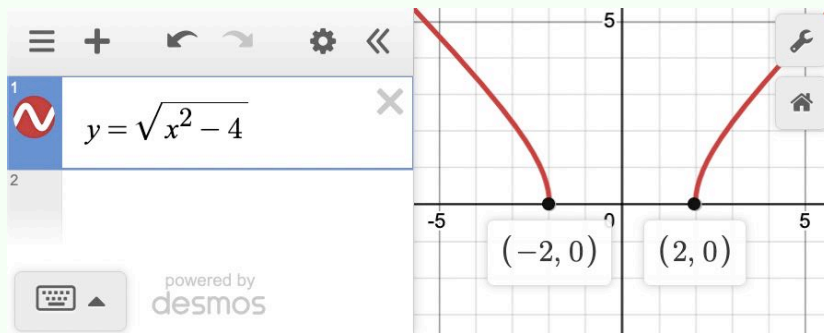 1
y = √(x² − 4)
2
powered by
desmos
5
-5
0
5
(−2, 0)
(2, 0)